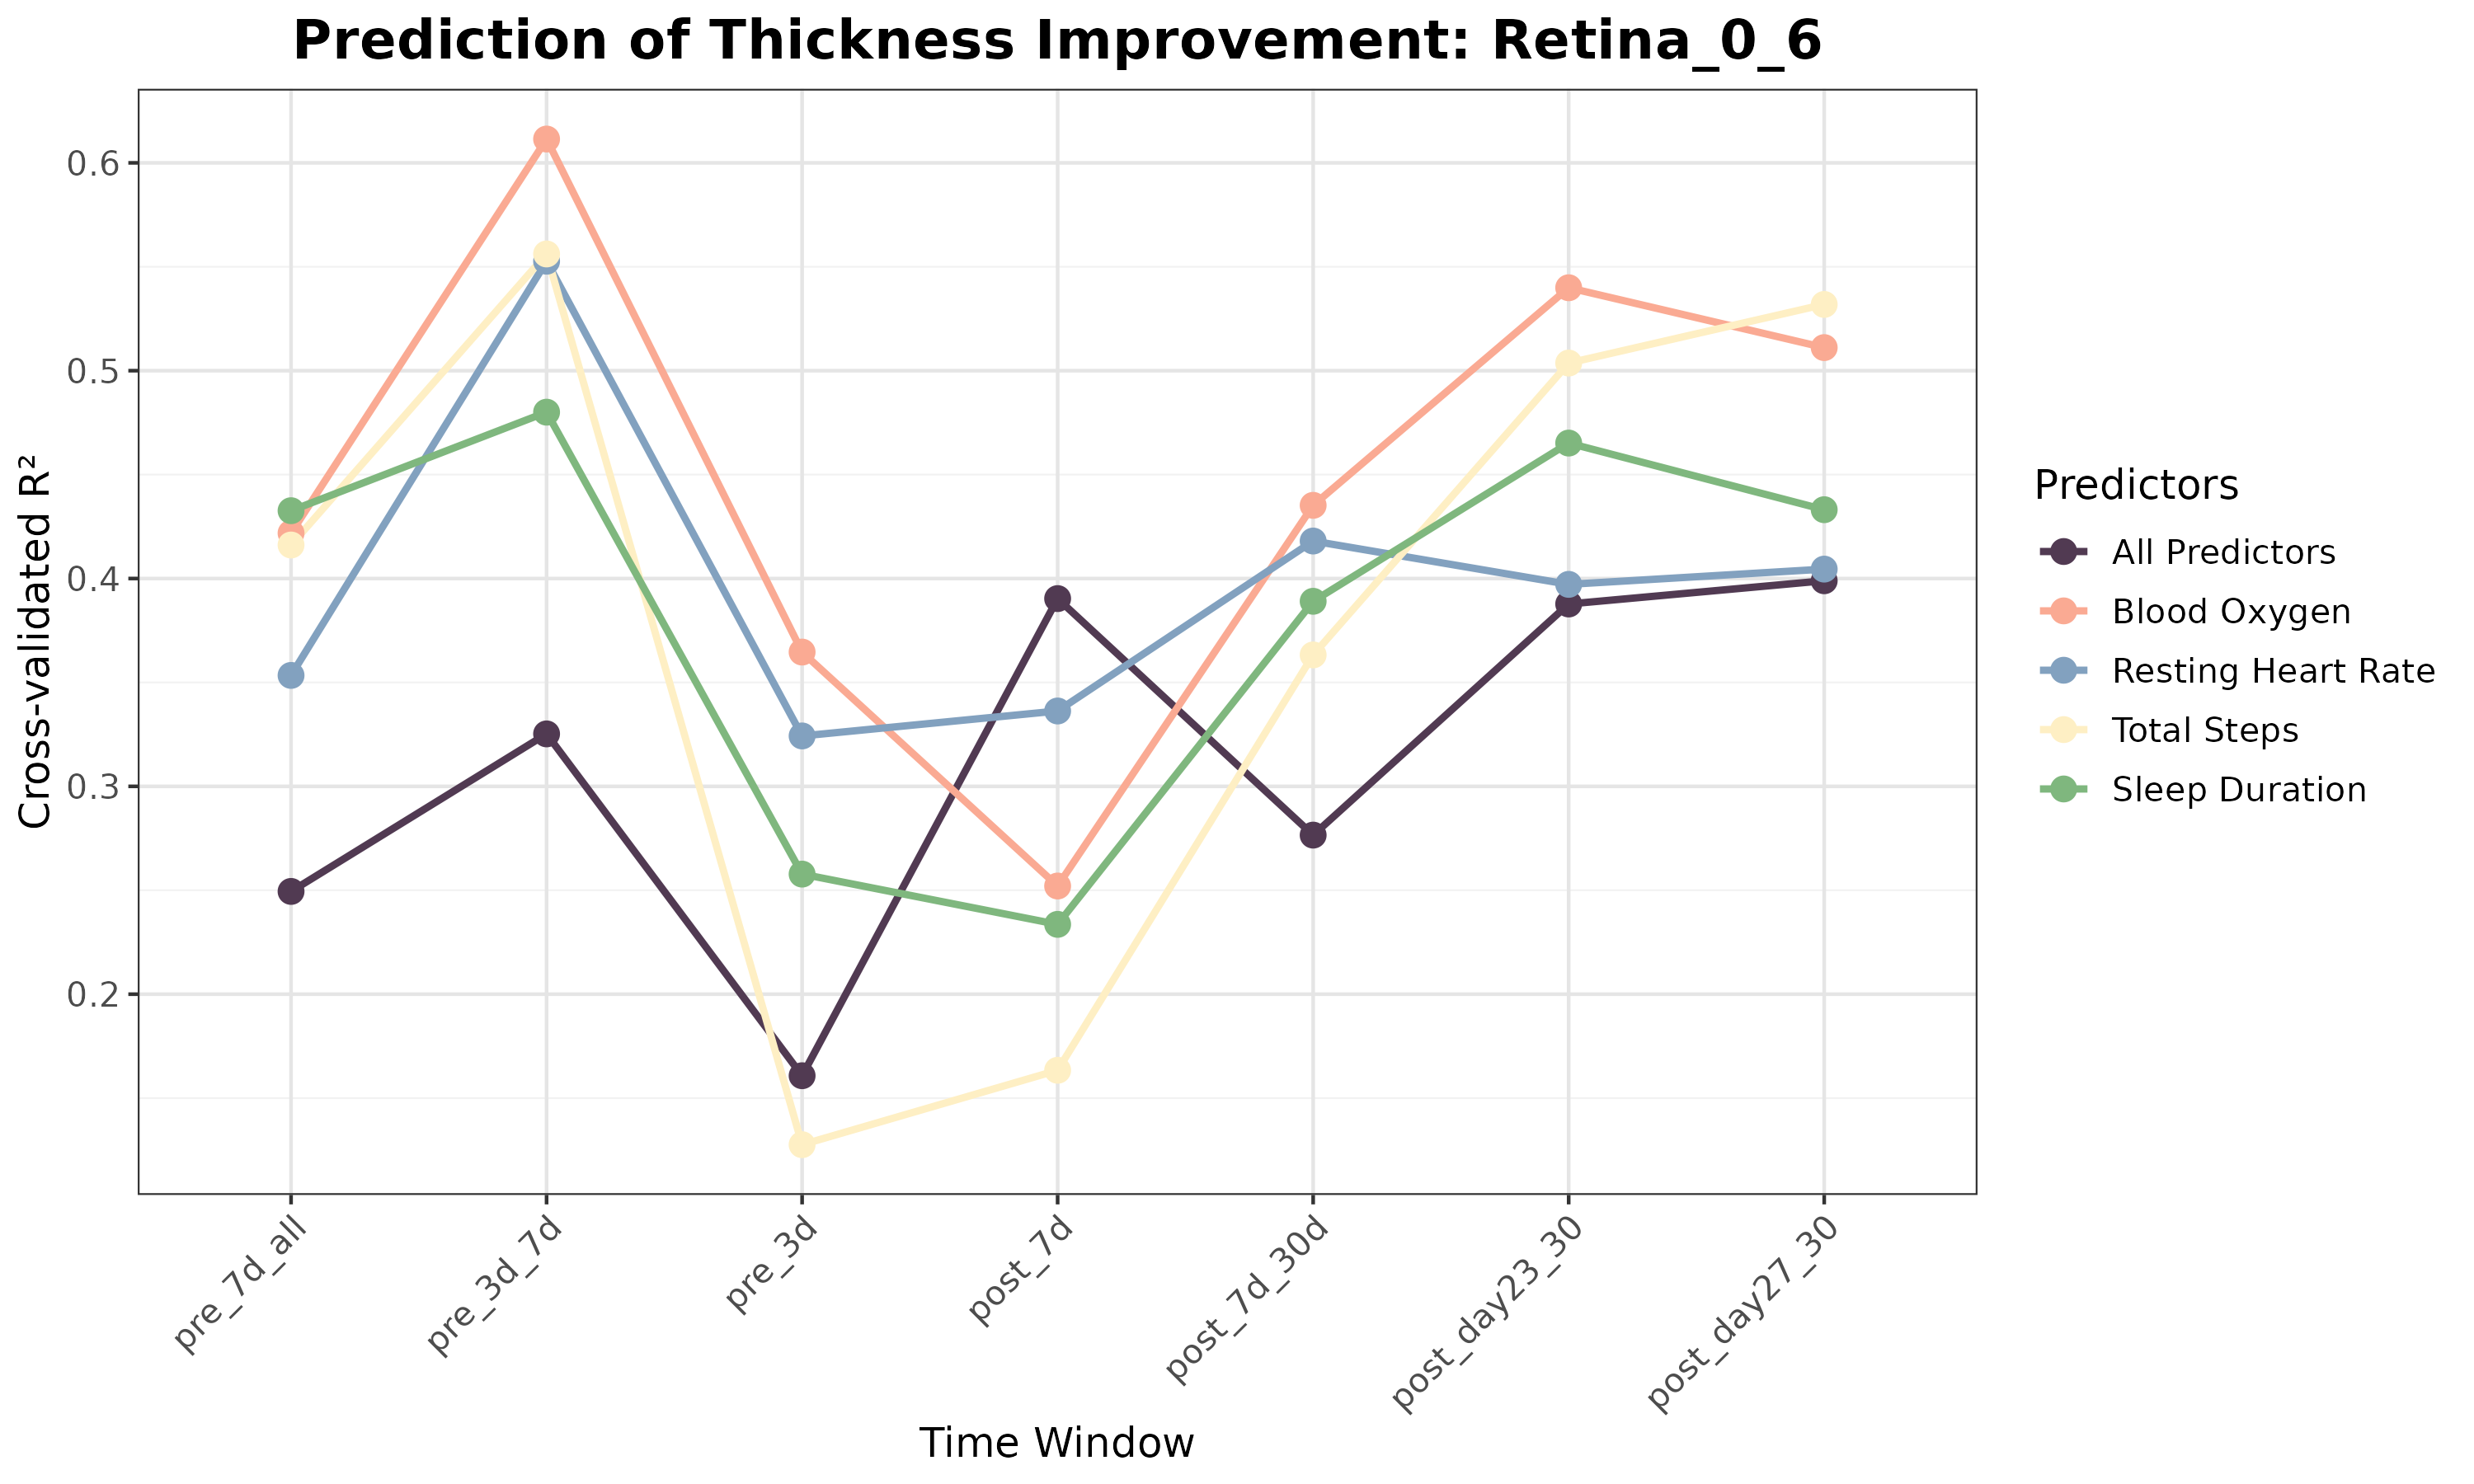 Prediction of Thickness Improvement: Retina_0_6
Cross-validated R²
0.6
0.5
0.4
0.3
0.2
pre_7d_all
pre_3d_7d
pre_3d
post_7d
post_7d_30d
post_day23_30
post_day27_30
Time Window
Predictors
All Predictors
Blood Oxygen
Resting Heart Rate
Total Steps
Sleep Duration